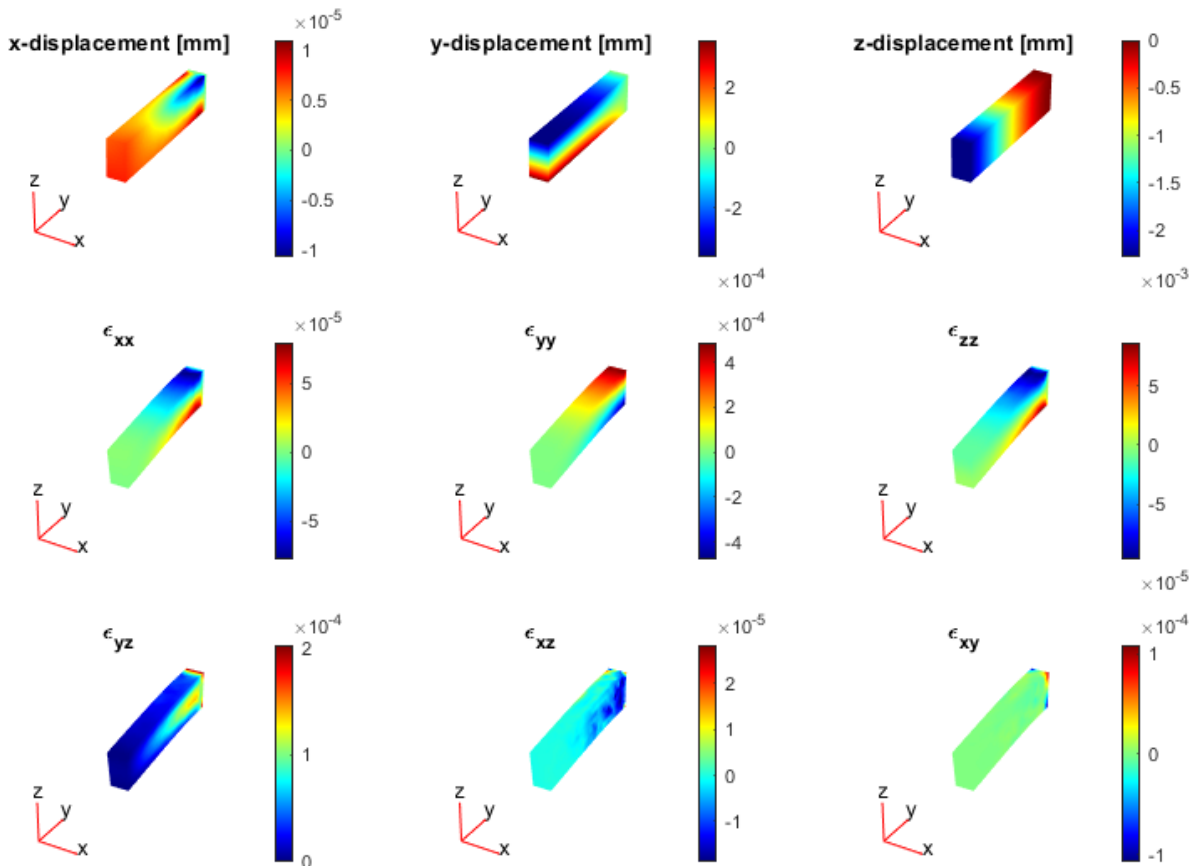 x-displacement [mm]
×10⁻⁵
1
0.5
0
-0.5
-1
z
y
x
y-displacement [mm]
2
0
-2
×10⁻⁴
z
y
x
z-displacement [mm]
0
-0.5
-1
-1.5
-2
×10⁻³
z
y
x
ϵxx
×10⁻⁵
5
0
-5
z
y
x
ϵyy
×10⁻⁴
4
2
0
-2
-4
z
y
x
ϵzz
5
0
-5
×10⁻⁵
z
y
x
ϵyz
×10⁻⁴
2
1
0
z
y
x
ϵxz
×10⁻⁵
2
1
0
-1
z
y
x
ϵxy
×10⁻⁴
1
0
-1
z
y
x